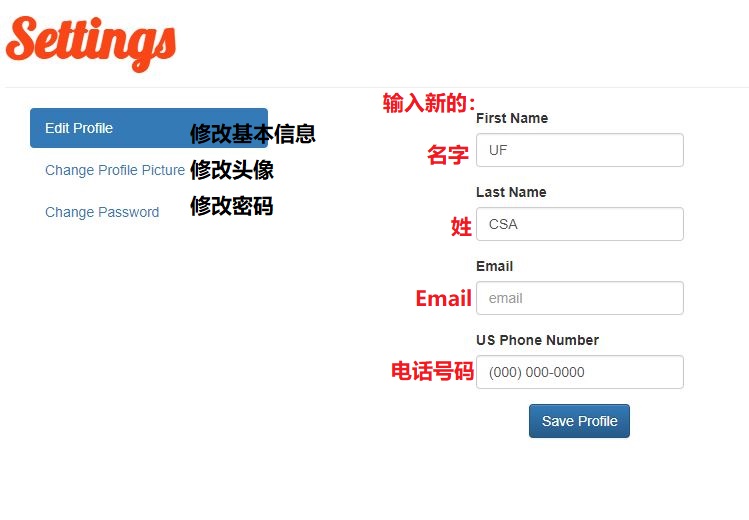 Settings
Edit Profile
修改基本信息
Change Profile Picture 修改头像
Change Password 修改密码
输入新的：
First Name
名字 UF
Last Name
姓 CSA
Email
Email email
US Phone Number
电话号码 (000) 000-0000
Save Profile